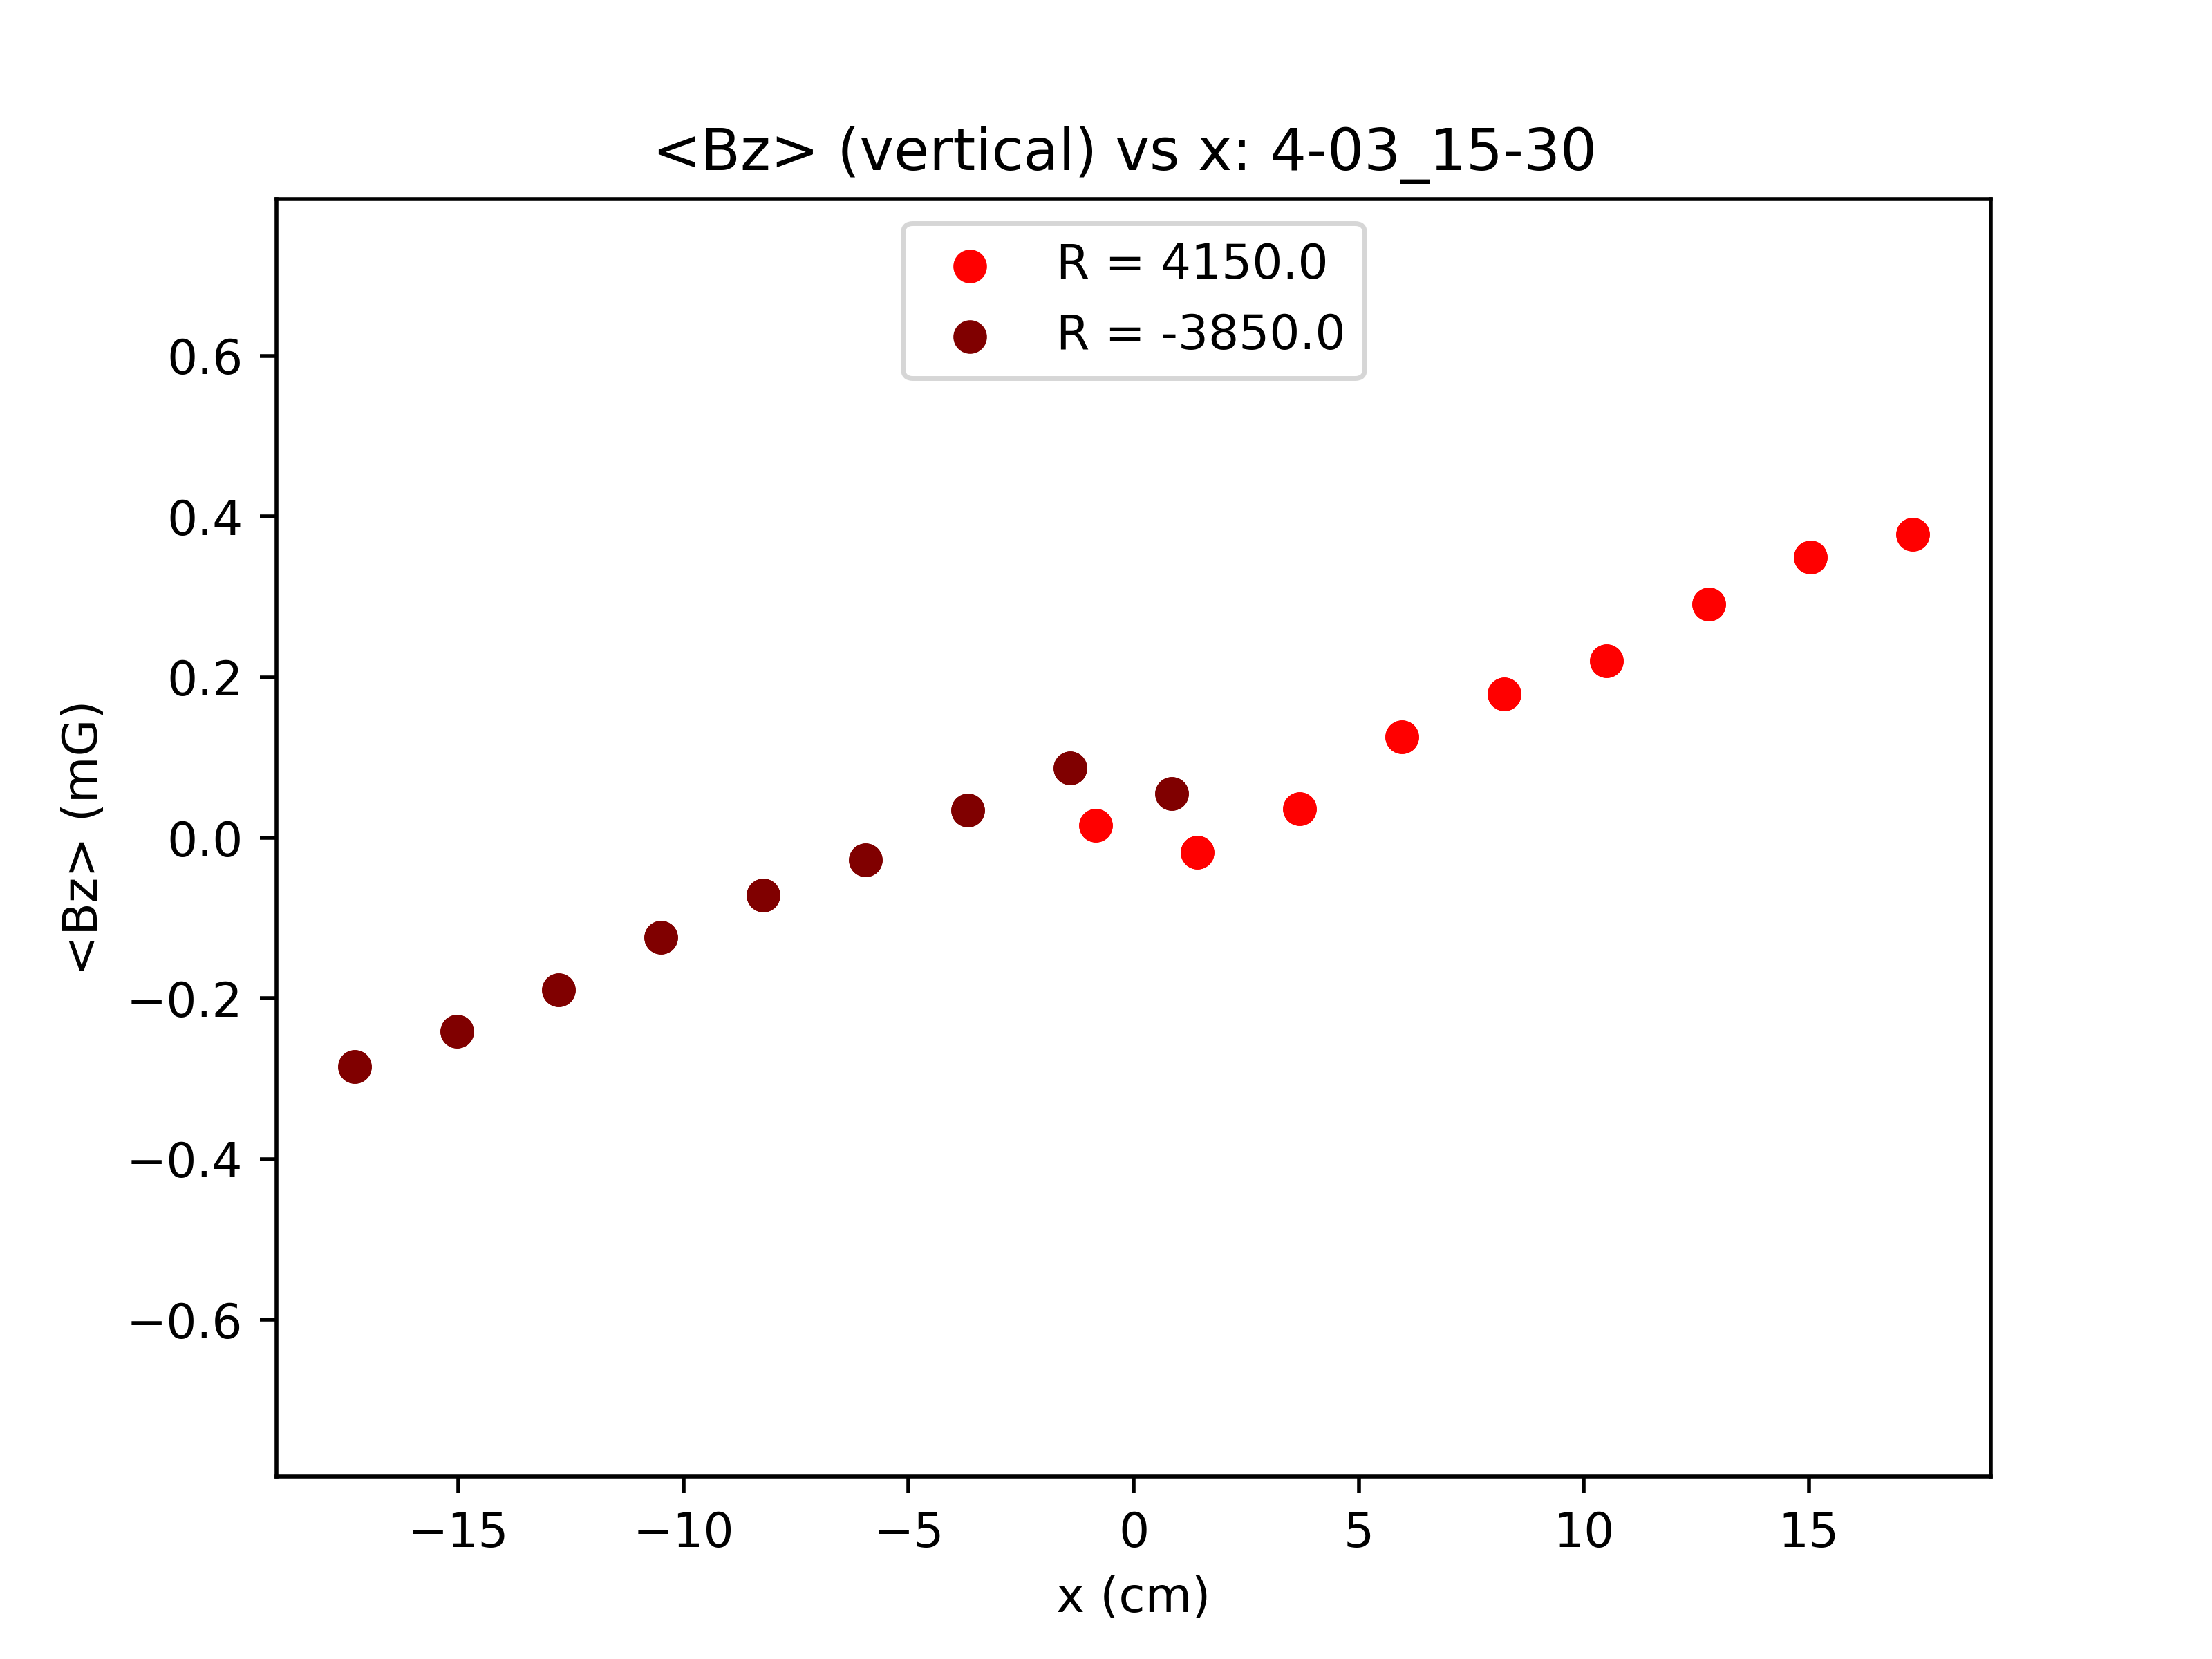 <Bz> (vertical) vs x: 4-03_15-30
R = 4150.0
R = -3850.0
<Bz> (mG)
0.6
0.4
0.2
0.0
−0.2
−0.4
−0.6
−15 −10 −5 0 5 10 15
x (cm)